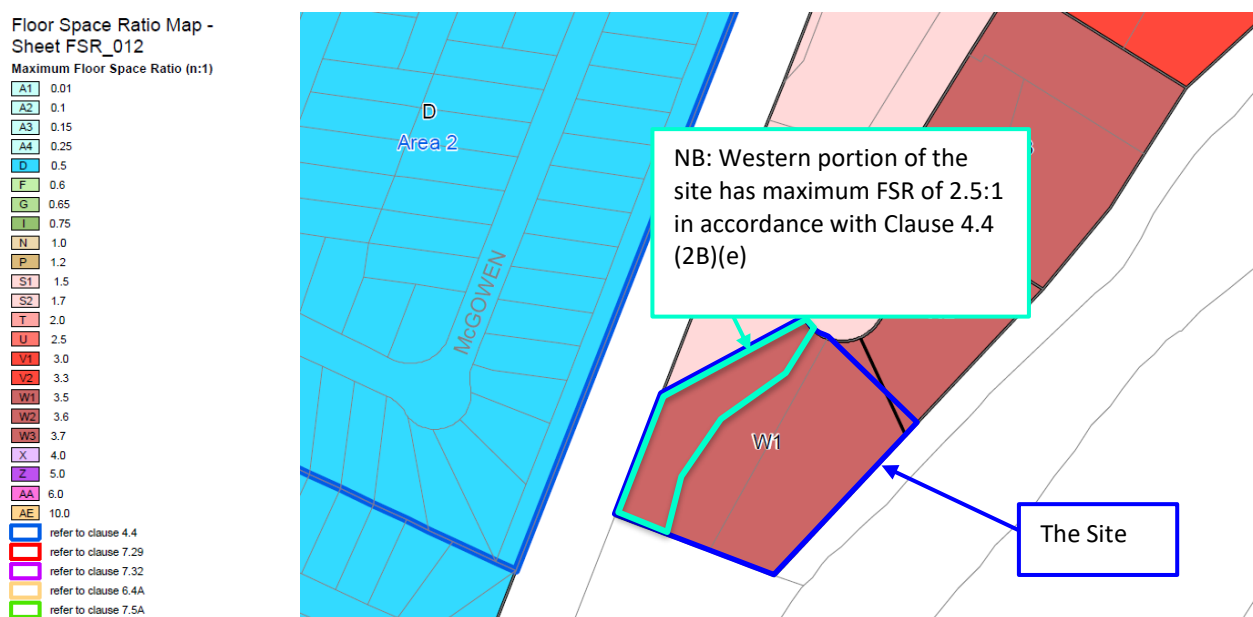 Floor Space Ratio Map -
Sheet FSR_012
Maximum Floor Space Ratio (n:1)
A1 0.01
A2 0.1
A3 0.15
A4 0.25
D 0.5
F 0.6
G 0.65
I 0.75
N 1.0
P 1.2
S1 1.5
S2 1.7
T 2.0
U 2.5
V1 3.0
V2 3.3
W1 3.5
W2 3.6
W3 3.7
X 4.0
Z 5.0
AA 6.0
AE 10.0
refer to clause 4.4
refer to clause 7.29
refer to clause 7.32
refer to clause 6.4A
refer to clause 7.5A
D
Area 2
McGOWEN
NB: Western portion of the
site has maximum FSR of 2.5:1
in accordance with Clause 4.4
(2B)(e)
W1
The Site